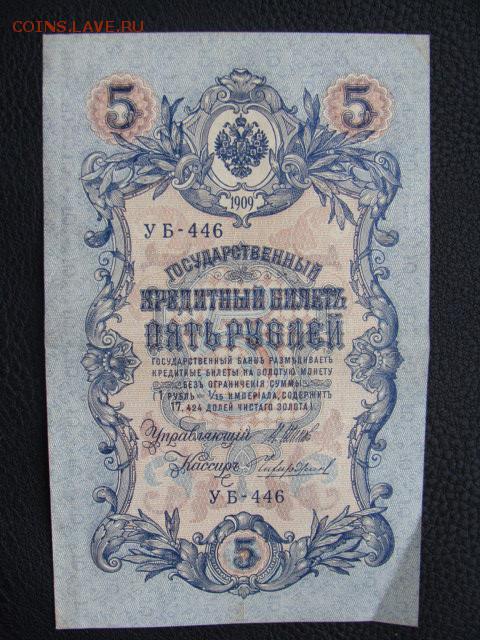 COINS.LAVE.RU
5 5
1909
УБ-446
ГОСУДАРСТВЕННЫЙ
КРЕДИТНЫЙ БИЛЕТЪ
ПЯТЬ РУБЛЕЙ
ГОСУДАРСТВЕННЫЙ БАНКЪ РАЗМѢНИВАЕТЪ
КРЕДИТНЫЕ БИЛЕТЫ НА ЗОЛОТУЮ МОНЕТУ
БЕЗЪ ОГРАНИЧЕНІЯ СУММЫ
(1 РУБЛЬ = 1/15 ИМПЕРІАЛА, СОДЕРЖИТЪ
17,424 ДОЛЕЙ ЧИСТАГО ЗОЛОТА)
Управляющій
Кассиръ
УБ-446
5